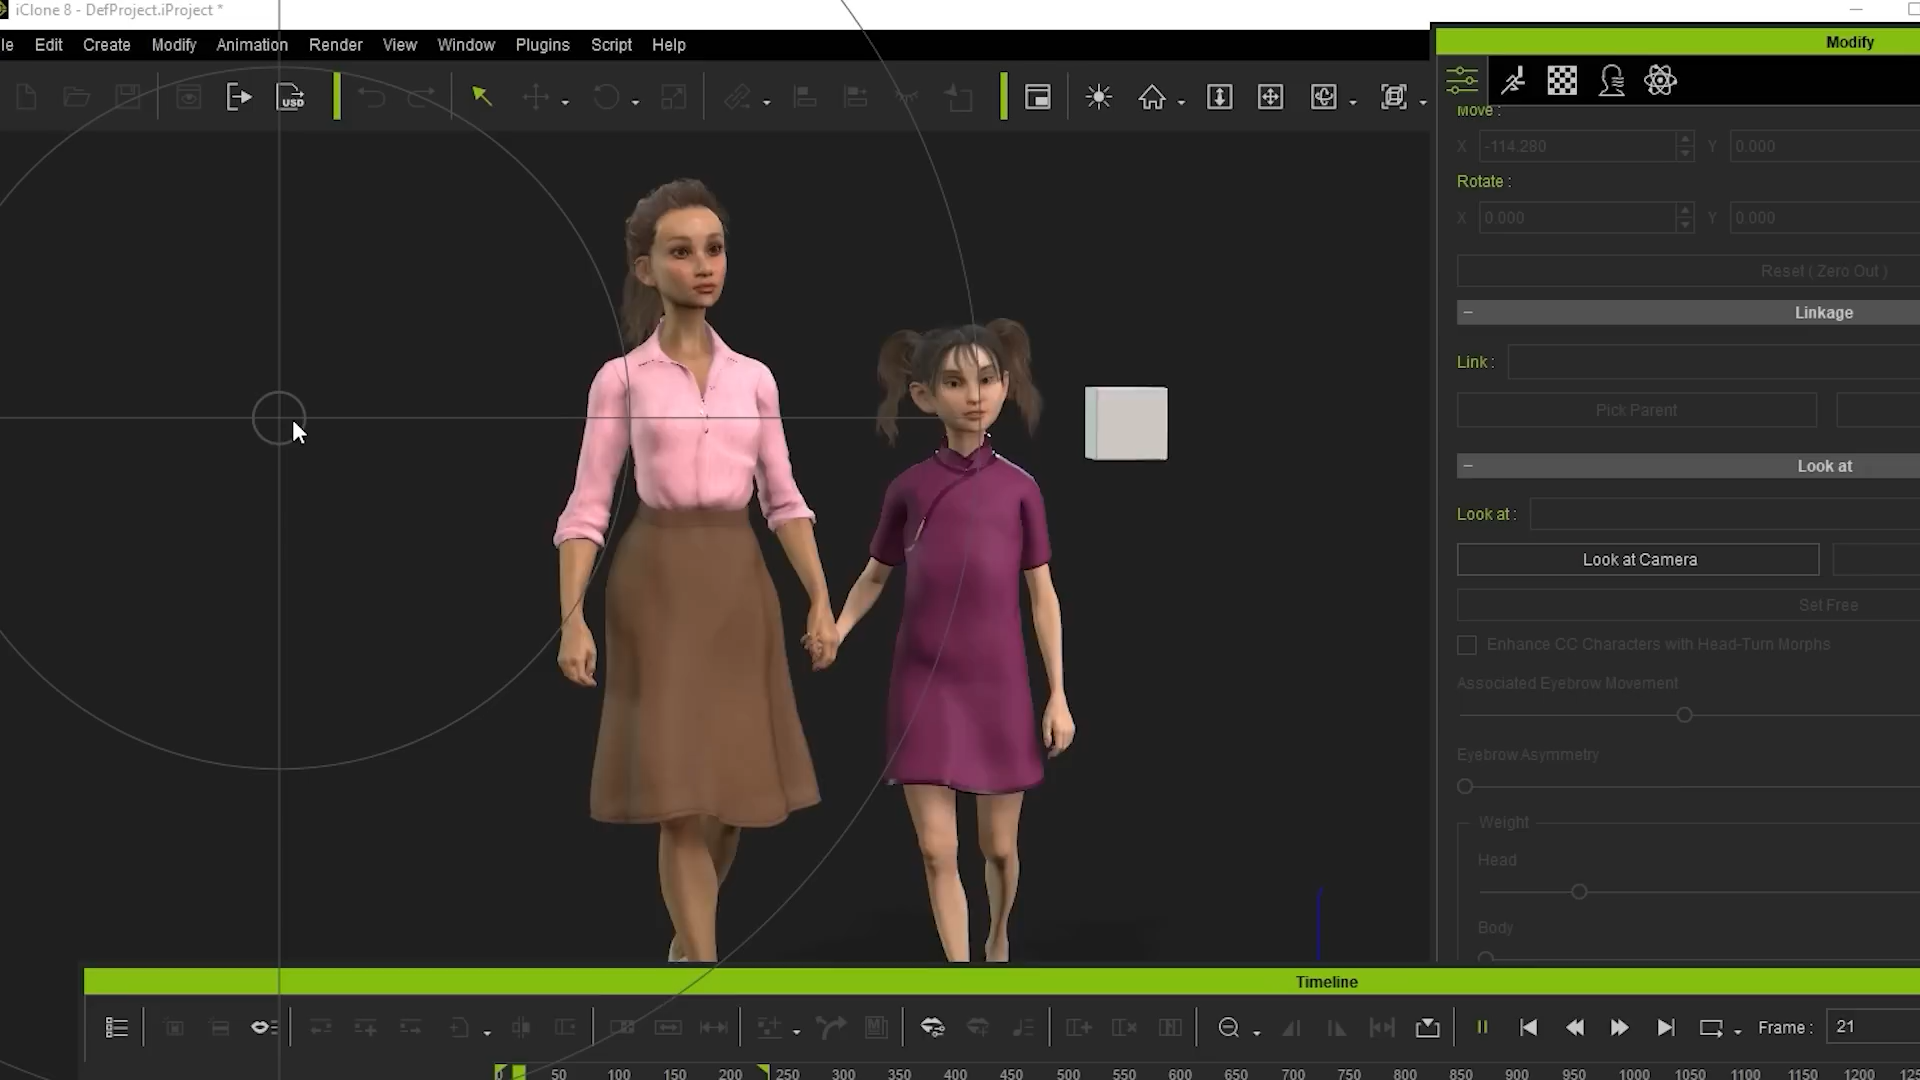 iClone 8 - DefProject.iProject *
le Edit Create Modify Animation Render View Window Plugins Script Help
USD
Modify
Move :
X -114.280 Y 0.000
Rotate :
X 0.000 Y 0.000
Reset ( Zero Out )
Linkage
Link :
Pick Parent
Look at
Look at :
Look at Camera
Set Free
Enhance CC Characters with Head-Turn Morphs
Associated Eyebrow Movement
Eyebrow Asymmetry
Weight
Head
Body
Timeline
Frame : 21
0 50 100 150 200 250 300 350 400 450 500 550 600 650 700 750 800 850 900 950 1000 1050 1100 1150 1200 125